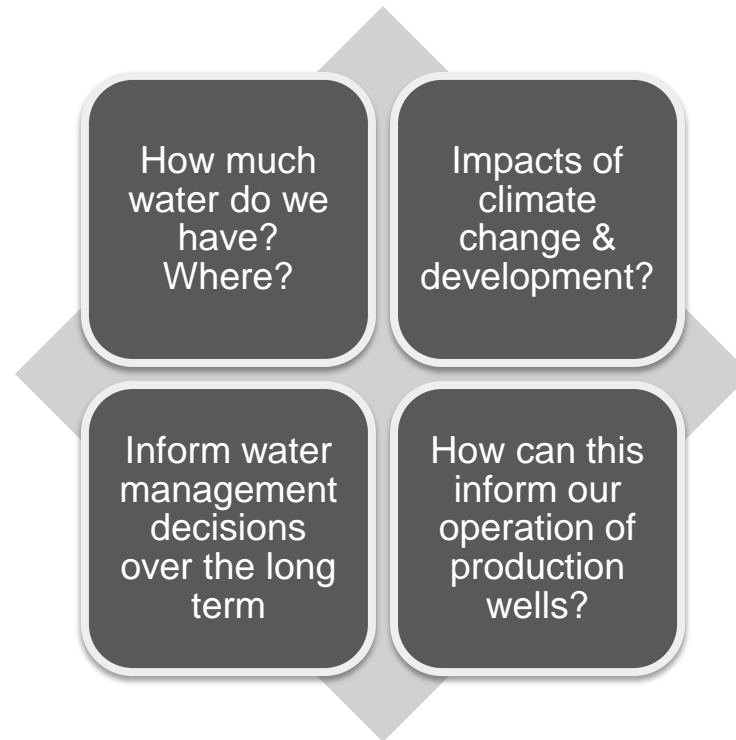 How much
water do we
have?
Where?
Impacts of
climate
change &
development?
Inform water
management
decisions
over the long
term
How can this
inform our
operation of
production
wells?